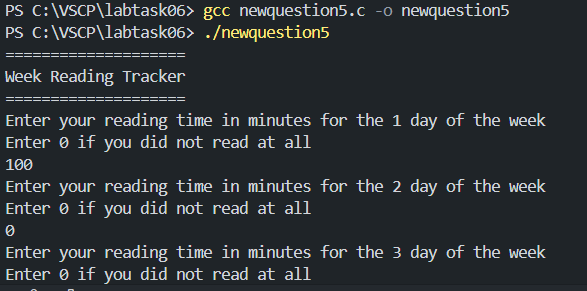 PS C:\VSCP\labtask06> gcc newquestion5.c -o newquestion5
PS C:\VSCP\labtask06> ./newquestion5
====================
Week Reading Tracker
====================
Enter your reading time in minutes for the 1 day of the week
Enter 0 if you did not read at all
100
Enter your reading time in minutes for the 2 day of the week
Enter 0 if you did not read at all
0
Enter your reading time in minutes for the 3 day of the week
Enter 0 if you did not read at all